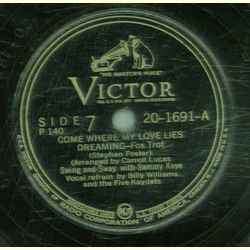 "HIS MASTER'S VOICE"
VICTOR
SIDE 7
20-1691-A
P 140
COME WHERE MY LOVE LIES
DREAMING-Fox Trot
(Stephen Foster)
(Arranged by Carroll Lucas)
Swing and Sway with Sammy Kaye
Vocal refrain by Billy Williams
and the Five Kaydets
RCA
RADIO CORPORATION OF AMERICA